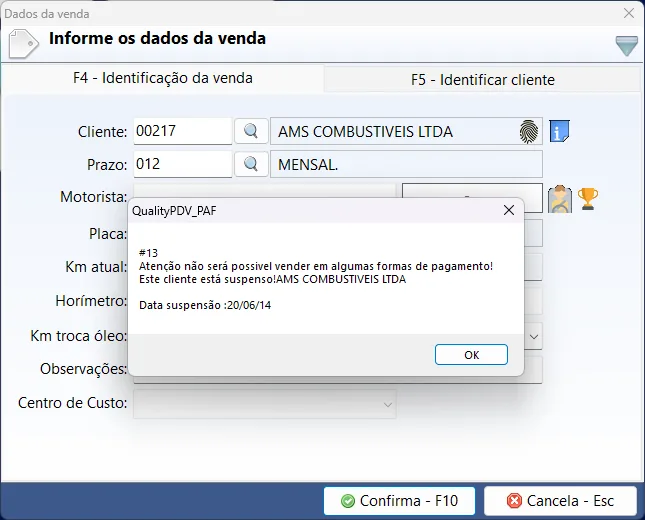 Dados da venda
Informe os dados da venda
F4 - Identificação da venda
F5 - Identificar cliente
Cliente: 00217 AMS COMBUSTIVEIS LTDA
Prazo: 012 MENSAL.
Motorista:
QualityPDV_PAF
Placa:
#13
Atenção não será possivel vender em algumas formas de pagamento!
Este cliente está suspenso!AMS COMBUSTIVEIS LTDA
Data suspensão :20/06/14
OK
Km atual:
Horímetro:
Km troca óleo:
Observações:
Centro de Custo:
Confirma - F10
Cancela - Esc